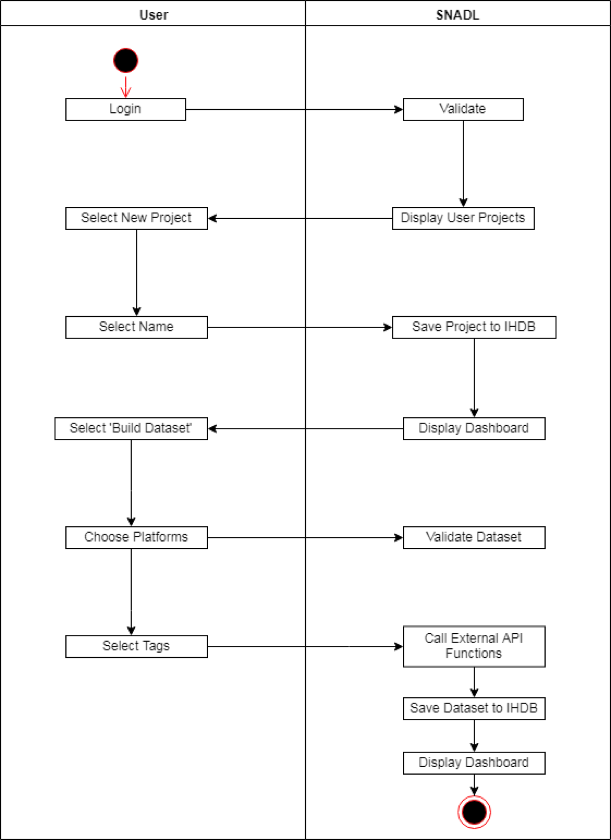 User
SNADL
Login
Validate
Select New Project
Display User Projects
Select Name
Save Project to IHDB
Select 'Build Dataset'
Display Dashboard
Choose Platforms
Validate Dataset
Select Tags
Call External API
Functions
Save Dataset to IHDB
Display Dashboard